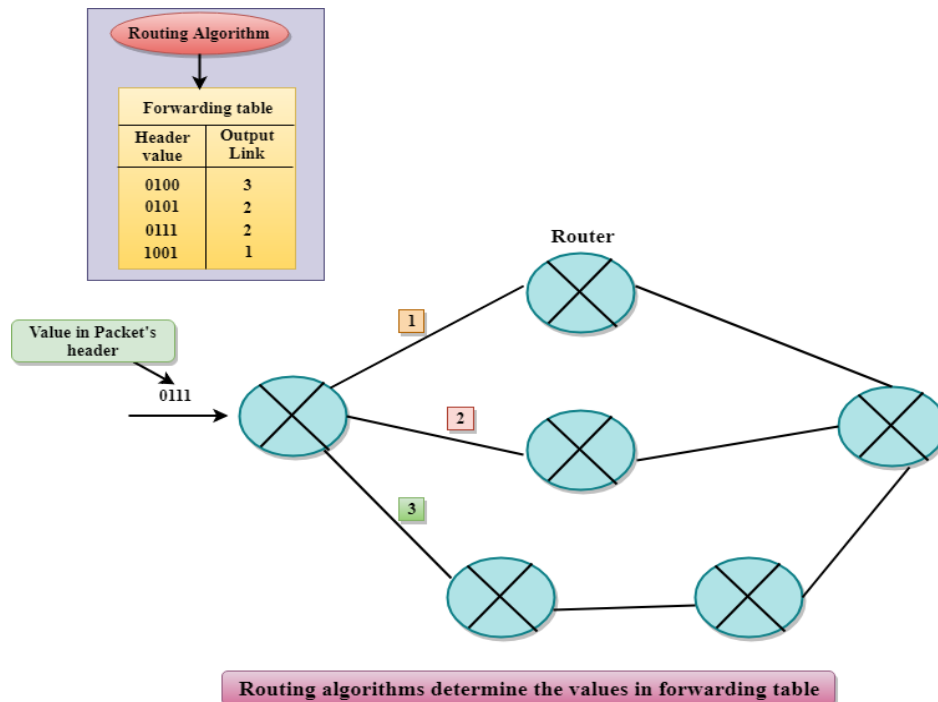 Routing Algorithm
Forwarding table
Header value
Output Link
0100 3
0101 2
0111 2
1001 1
Router
1
Value in Packet's
header
0111
2
3
Routing algorithms determine the values in forwarding table